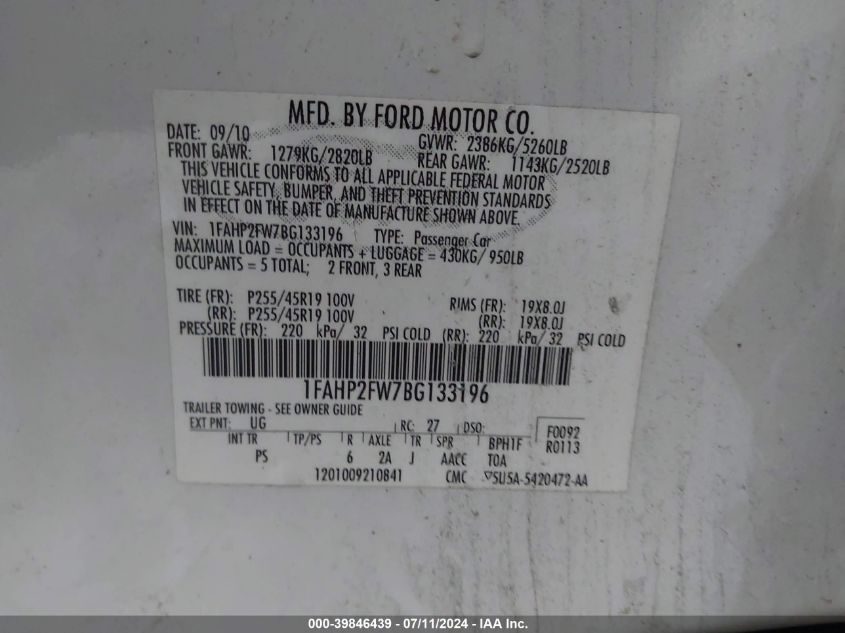 MFD. BY FORD MOTOR CO.
DATE: 09/10 GVWR: 2386KG/5260LB
FRONT GAWR: 1279KG/2820LB REAR GAWR: 1143KG/2520LB
THIS VEHICLE CONFORMS TO ALL APPLICABLE FEDERAL MOTOR
VEHICLE SAFETY, BUMPER, AND THEFT PREVENTION STANDARDS
IN EFFECT ON THE DATE OF MANUFACTURE SHOWN ABOVE.
VIN: 1FAHP2FW7BG133196 TYPE: Passenger Car
MAXIMUM LOAD = OCCUPANTS + LUGGAGE = 430KG/ 950LB
OCCUPANTS = 5 TOTAL; 2 FRONT, 3 REAR
TIRE (FR): P255/45R19 100V RIMS (FR): 19X8.0J
(RR): P255/45R19 100V (RR): 19X8.0J
PRESSURE (FR): 220 kPa/ 32 PSI COLD (RR): 220 kPa/ 32 PSI COLD
1FAHP2FW7BG133196
TRAILER TOWING - SEE OWNER GUIDE
EXT PNT: UG RC: 27 DSO: F0092
INT TR TP/PS R AXLE TR SPR BPH1F R0113
PS 6 2A J AACC TOA
1201009210841 CMC 5U5A-5420472-AA
000-39846439 - 07/11/2024 - IAA Inc.